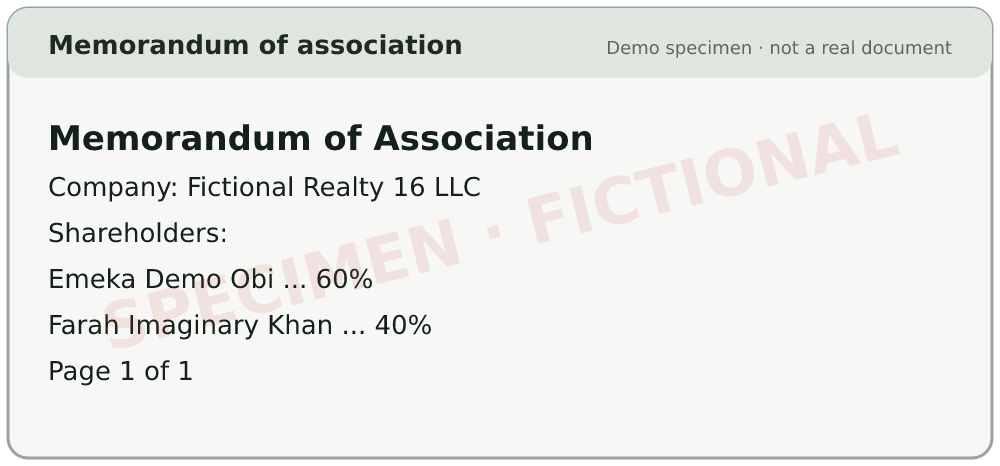 Memorandum of association
Demo specimen · not a real document
Memorandum of Association
Company: Fictional Realty 16 LLC
Shareholders:
Emeka Demo Obi ... 60%
Farah Imaginary Khan ... 40%
Page 1 of 1
SPECIMEN · FICTIONAL